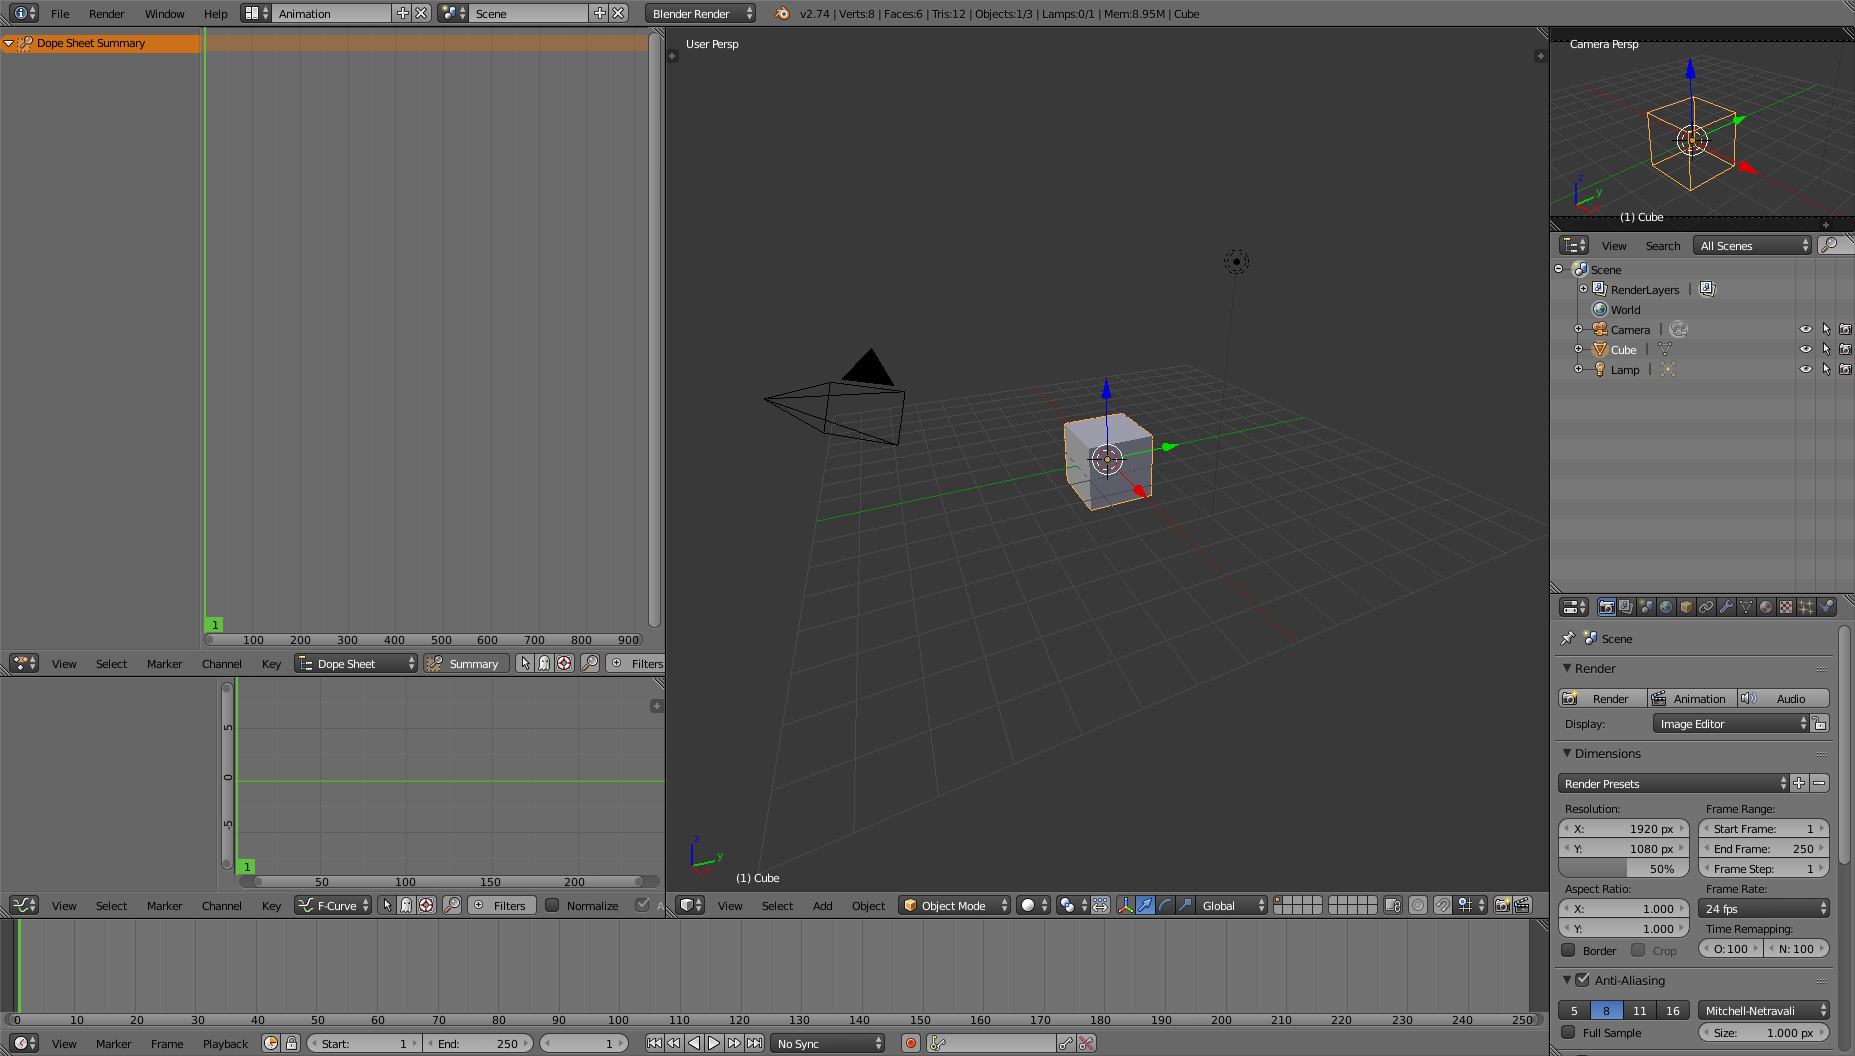 File Render Window Help Animation Scene Blender Render v2.74 | Verts:8 | Faces:6 | Tris:12 | Objects:1/3 | Lamps:0/1 | Mem:8.95M | Cube
Dope Sheet Summary
1
100 200 300 400 500 600 700 800 900
View Select Marker Channel Key Dope Sheet Summary Filters
5
0
-5
1
50 100 150 200
View Select Marker Channel Key F-Curve Filters Normalize A
User Persp
z
y
x
(1) Cube
View Select Add Object Object Mode Global
Camera Persp
z
y
(1) Cube
View Search All Scenes
Scene
RenderLayers
World
Camera
Cube
Lamp
Scene
Render
Render Animation Audio
Display: Image Editor
Dimensions
Render Presets
Resolution: Frame Range:
X: 1920 px Start Frame: 1
Y: 1080 px End Frame: 250
50% Frame Step: 1
Aspect Ratio: Frame Rate:
X: 1.000 24 fps
Y: 1.000 Time Remapping:
Border Crop O: 100 N: 100
Anti-Aliasing
5 8 11 16 Mitchell-Netravali
Full Sample Size: 1.000 px
0 10 20 30 40 50 60 70 80 90 100 110 120 130 140 150 160 170 180 190 200 210 220 230 240 250
View Marker Frame Playback Start: 1 End: 250 1 No Sync